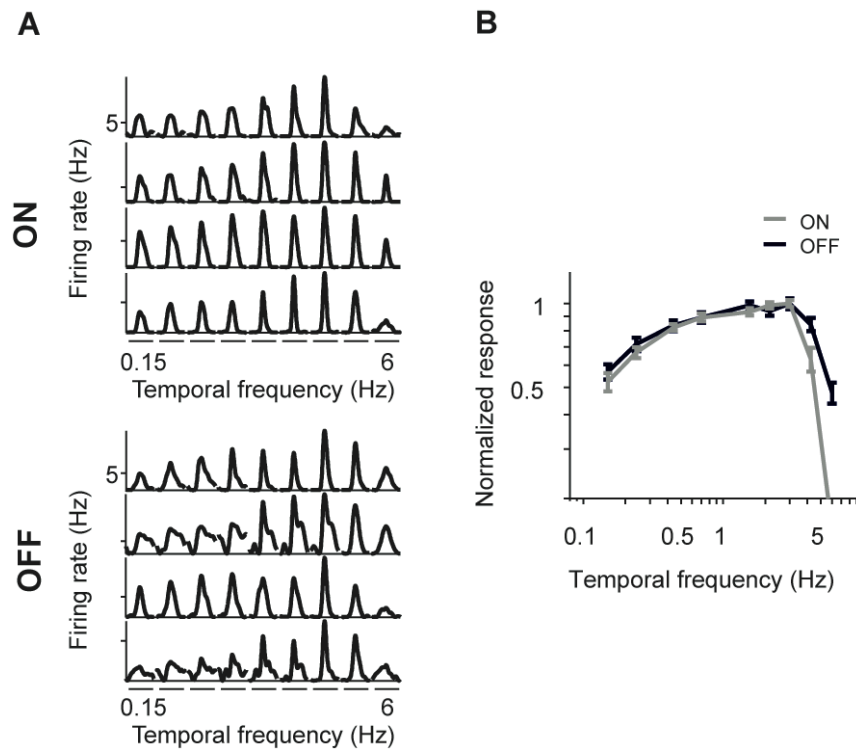 A
ON
Firing rate (Hz)
5
0.15 6
Temporal frequency (Hz)
OFF
Firing rate (Hz)
5
0.15 6
Temporal frequency (Hz)
B
ON
OFF
Normalized response
1
0.5
0.1 0.5 1 5
Temporal frequency (Hz)